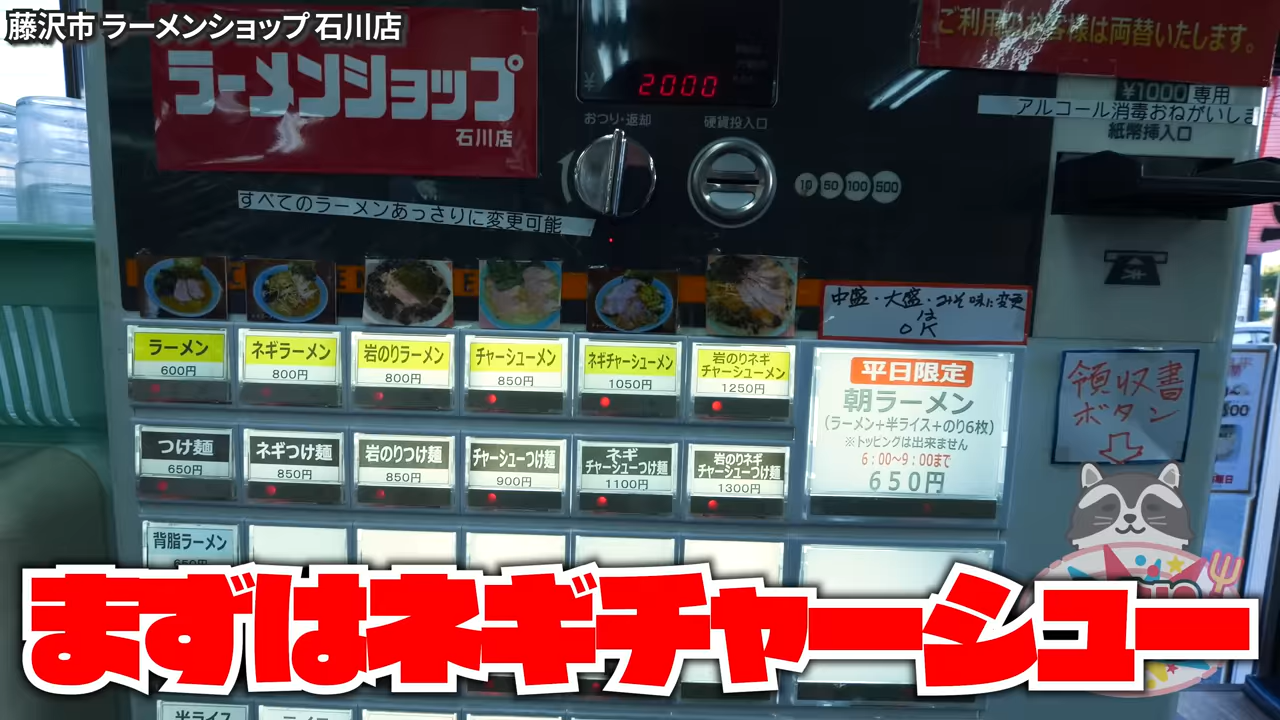 藤沢市 ラーメンショップ 石川店
ラーメンショップ
石川店
2000
ご利用のお客様は両替いたします。
おつり・返却
硬貨投入口
10 50 100 500
¥1000専用
アルコール消毒おねがいしま
紙幣挿入口
すべてのラーメンあっさりに変更可能
中盛・大盛・みそ味に変更
は
OK
ラーメン
600円
ネギラーメン
800円
岩のりラーメン
800円
チャーシューメン
850円
ネギチャーシューメン
1050円
岩のりネギ
チャーシューメン
1250円
平日限定
朝ラーメン
(ラーメン+半ライス+のり6枚)
※トッピングは出来ません
6:00〜9:00まで
650円
領収書
ボタン
つけ麺
650円
ネギつけ麺
850円
岩のりつけ麺
850円
チャーシューつけ麺
900円
ネギ
チャーシューつけ麺
1100円
岩のりネギ
チャーシューつけ麺
1300円
背脂ラーメン
650円
まずはネギチャーシュー
半ライス